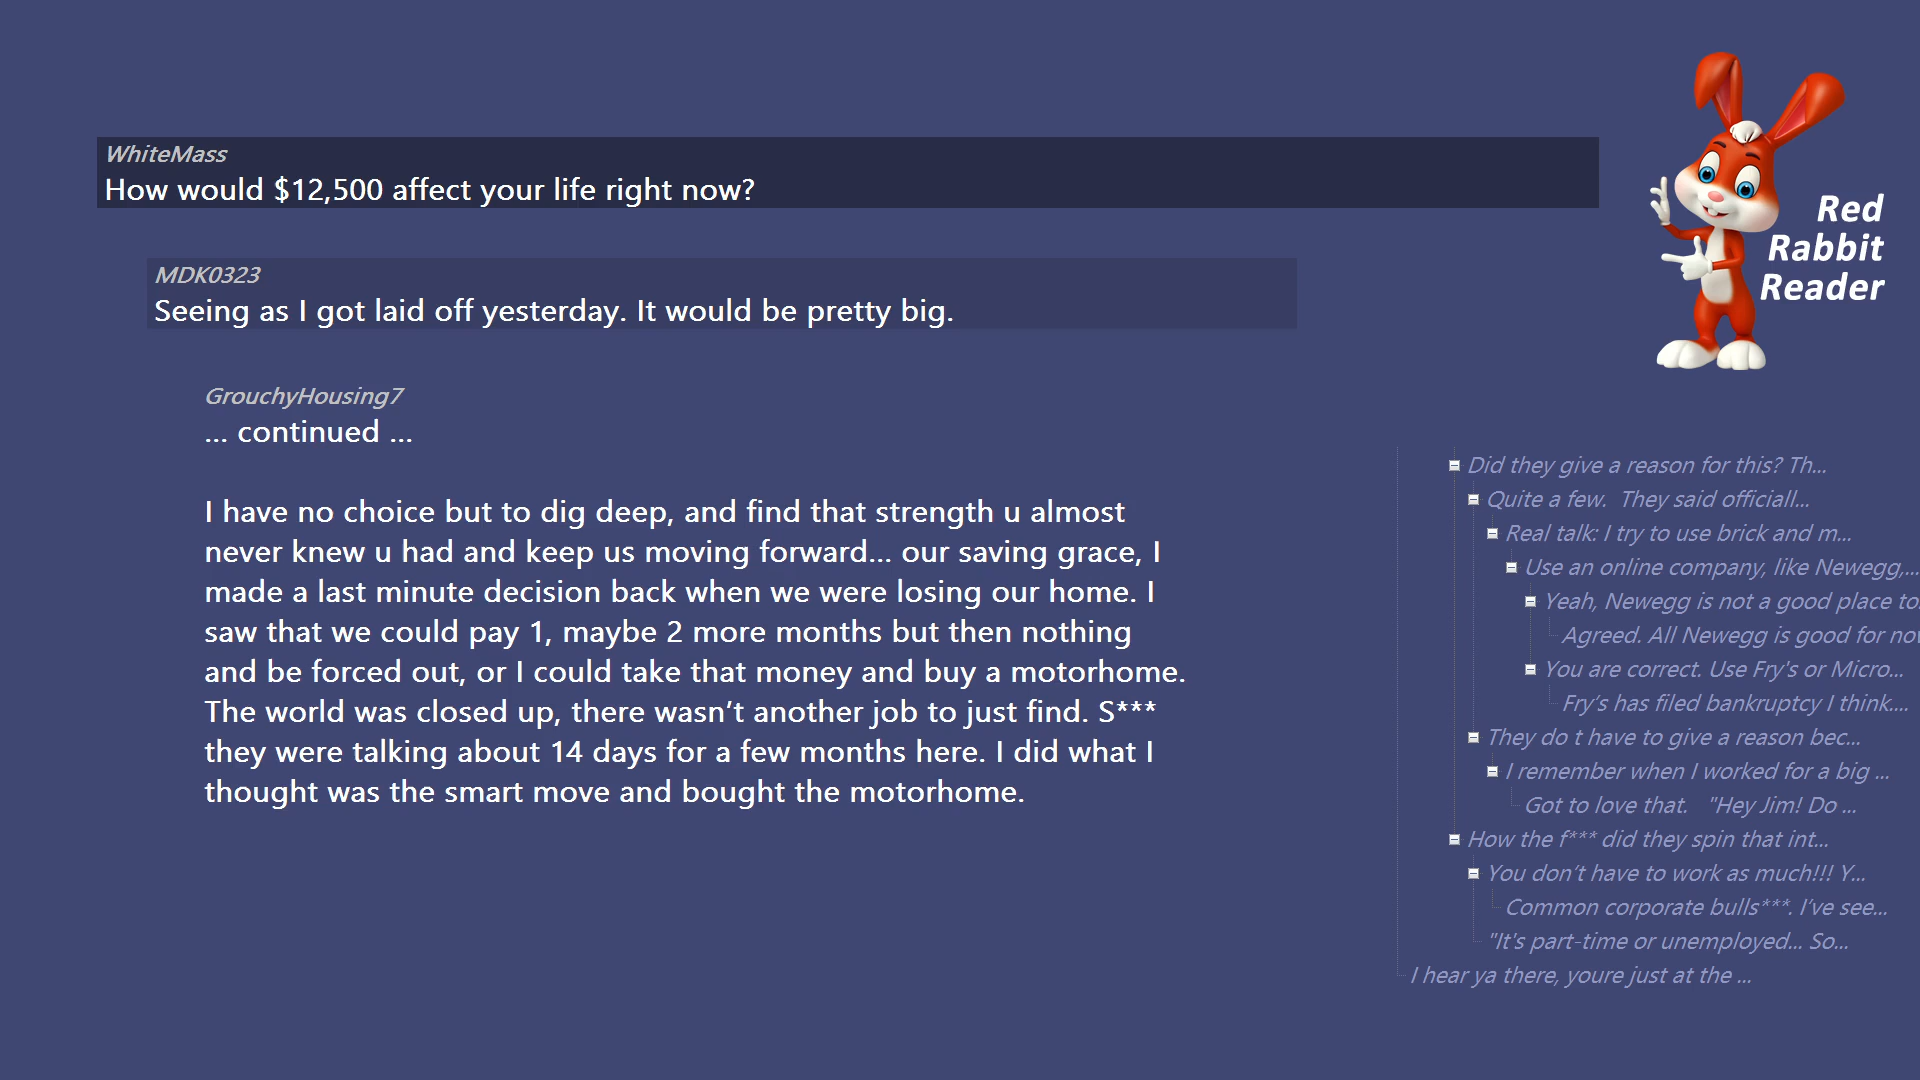 WhiteMass
How would $12,500 affect your life right now?
MDK0323
Seeing as I got laid off yesterday. It would be pretty big.
GrouchyHousing7
... continued ...
I have no choice but to dig deep, and find that strength u almost
never knew u had and keep us moving forward... our saving grace, I
made a last minute decision back when we were losing our home. I
saw that we could pay 1, maybe 2 more months but then nothing
and be forced out, or I could take that money and buy a motorhome.
The world was closed up, there wasn’t another job to just find. S***
they were talking about 14 days for a few months here. I did what I
thought was the smart move and bought the motorhome.
Red
Rabbit
Reader
Did they give a reason for this? Th...
Quite a few.  They said officiall...
Real talk: I try to use brick and m...
Use an online company, like Newegg,...
Yeah, Newegg is not a good place to
Agreed. All Newegg is good for
You are correct. Use Fry's or Micro...
Fry’s has filed bankruptcy I think....
They do t have to give a reason bec...
I remember when I worked for a big ...
Got to love that.   "Hey Jim! Do ...
How the f*** did they spin that int...
You don’t have to work as much!!! Y...
Common corporate bulls***. I’ve see...
"It's part-time or unemployed... So...
I hear ya there, youre just at the ...